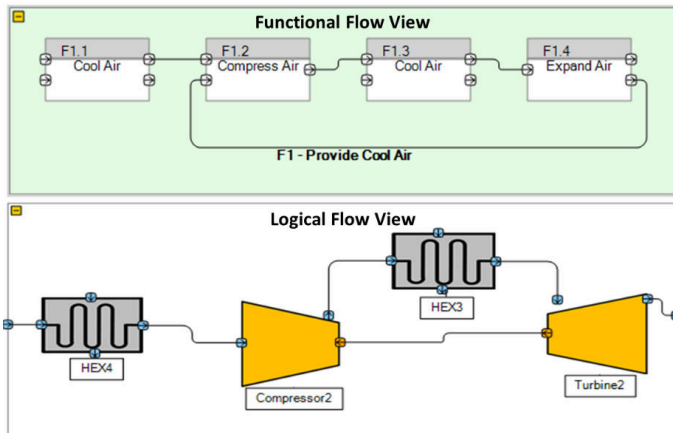 Functional Flow View
F1.1
Cool Air
F1.2
Compress Air
F1.3
Cool Air
F1.4
Expand Air
F1 - Provide Cool Air
Logical Flow View
HEX3
HEX4
Compressor2
Turbine2